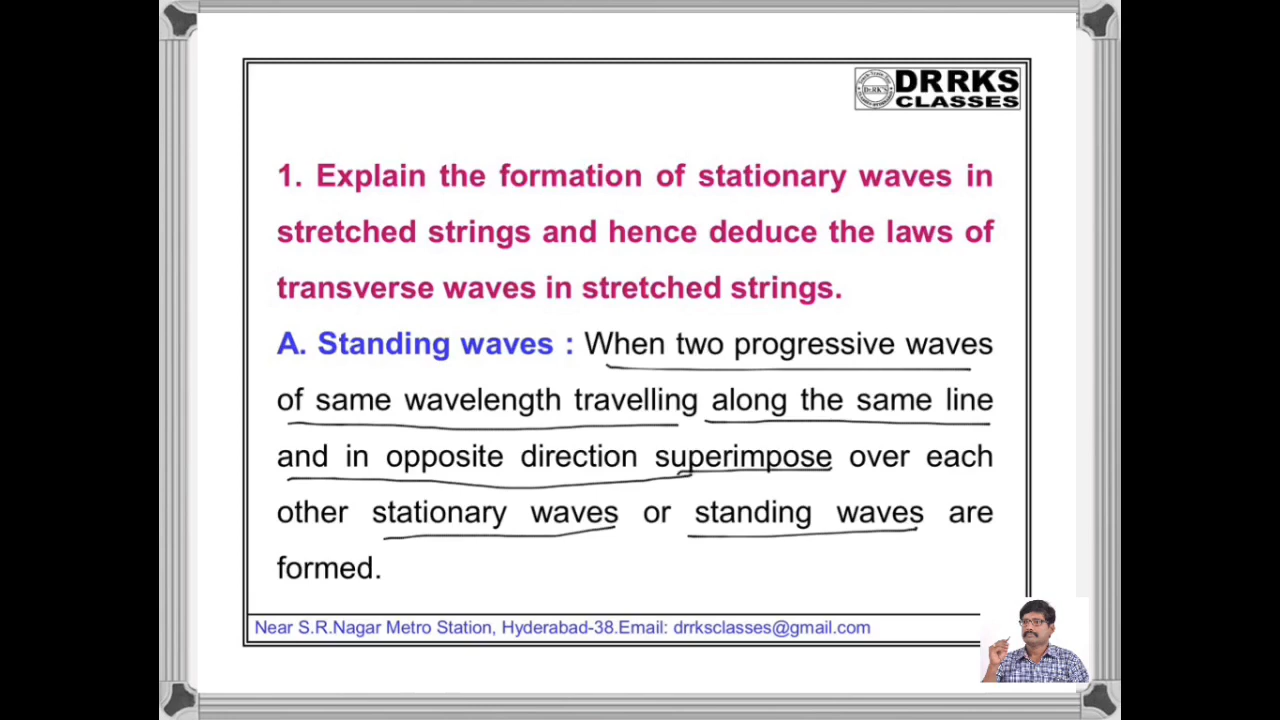 DRRKS
CLASSES
1. Explain the formation of stationary waves in
stretched strings and hence deduce the laws of
transverse waves in stretched strings.
A. Standing waves : When two progressive waves
of same wavelength travelling along the same line
and in opposite direction superimpose over each
other stationary waves or standing waves are
formed.
Near S.R.Nagar Metro Station, Hyderabad-38.Email: drrksclasses@gmail.com